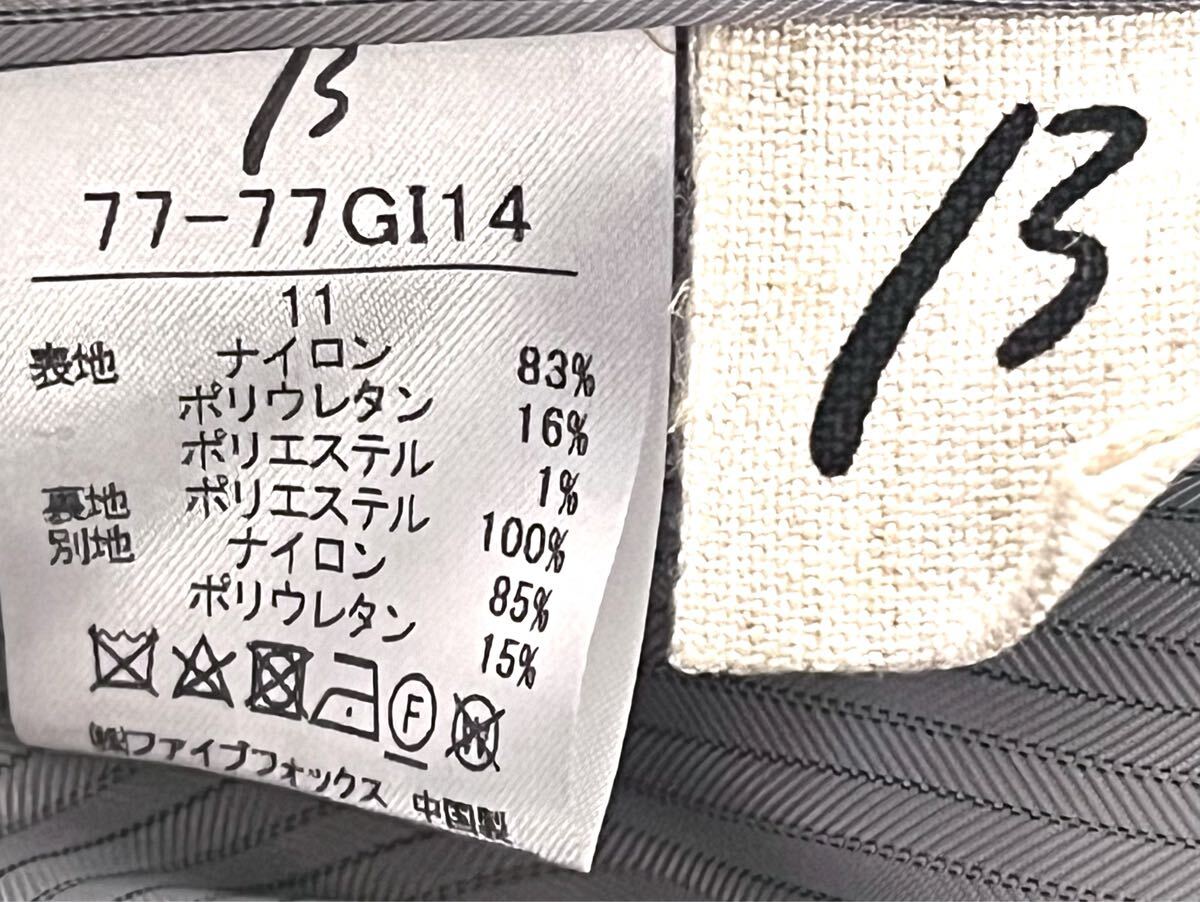 β
77-77GI14
11
表地 ナイロン 83%
ポリウレタン 16%
ポリエステル 1%
裏地 ポリエステル 100%
別地 ナイロン 85%
ポリウレタン 15%
F
W
㈱ファイブフォックス 中国製
β